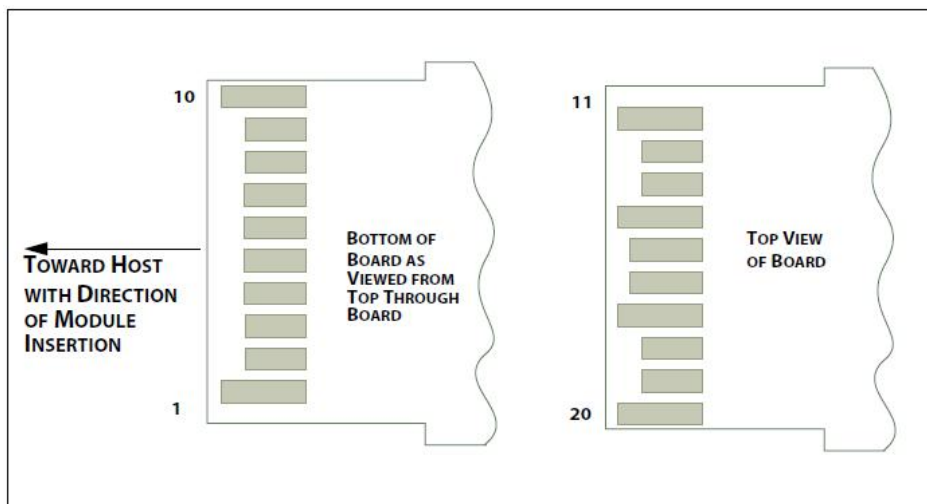 10
1
TOWARD HOST
WITH DIRECTION
OF MODULE
INSERTION
BOTTOM OF
BOARD AS
VIEWED FROM
TOP THROUGH
BOARD
11
20
TOP VIEW
OF BOARD